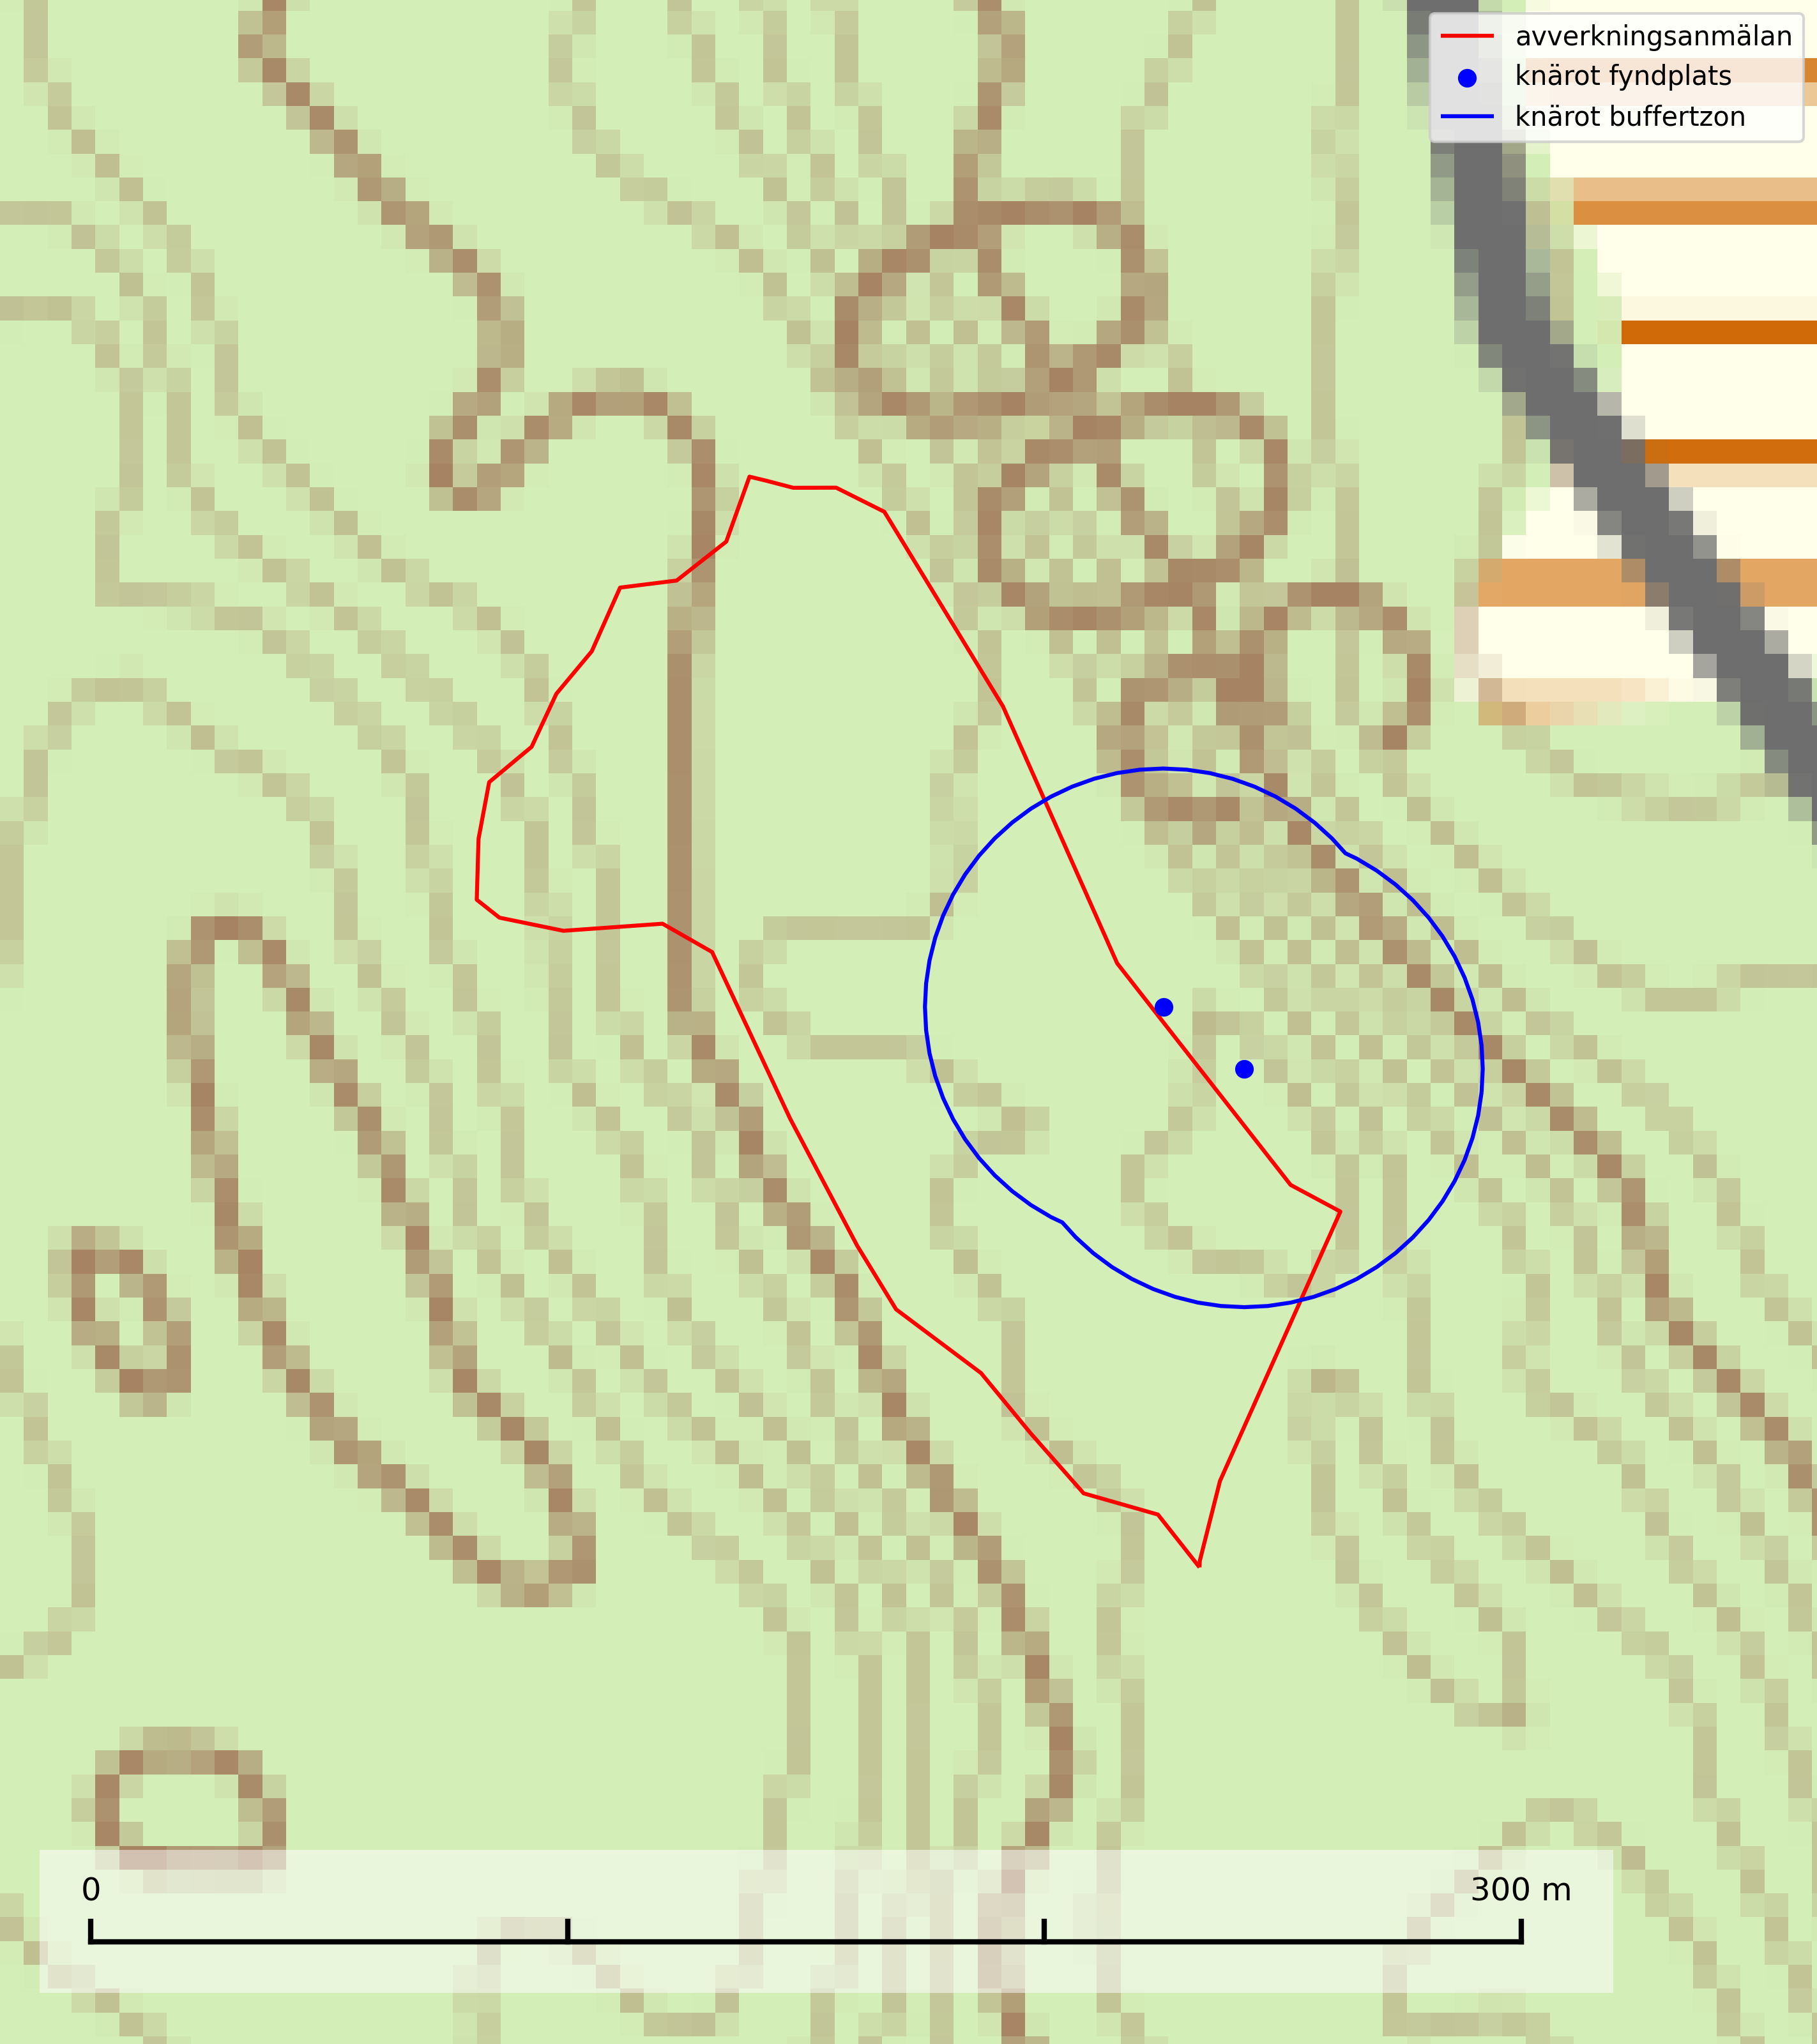 avverkningsanmälan
knärot fyndplats
knärot buffertzon
0 300 m